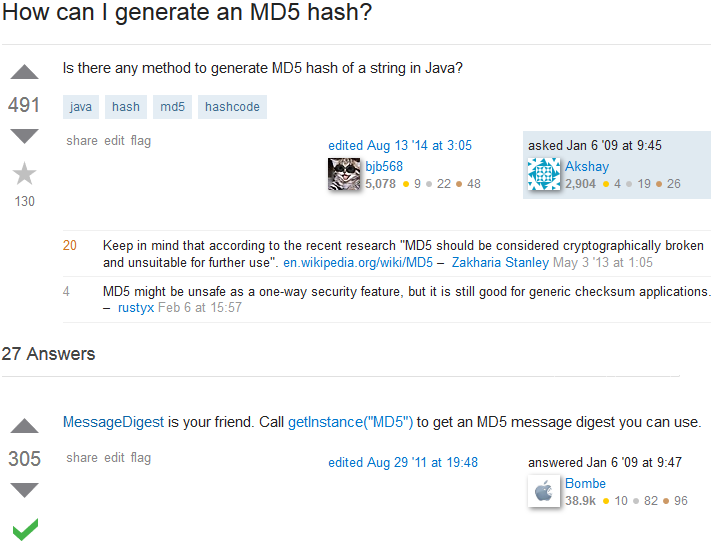 How can I generate an MD5 hash?
Is there any method to generate MD5 hash of a string in Java?
491
java hash md5 hashcode
share edit flag
edited Aug 13 '14 at 3:05
bjb568
5,078 ● 9 ● 22 ● 48
asked Jan 6 '09 at 9:45
Akshay
2,904 ● 4 ● 19 ● 26
130
20 Keep in mind that according to the recent research "MD5 should be considered cryptographically broken
and unsuitable for further use". en.wikipedia.org/wiki/MD5 – Zakharia Stanley May 3 '13 at 1:05
4 MD5 might be unsafe as a one-way security feature, but it is still good for generic checksum applications.
– rustyx Feb 6 at 15:57
27 Answers
MessageDigest is your friend. Call getInstance("MD5") to get an MD5 message digest you can use.
305
share edit flag
edited Aug 29 '11 at 19:48
answered Jan 6 '09 at 9:47
Bombe
38.9k ● 10 ● 82 ● 96